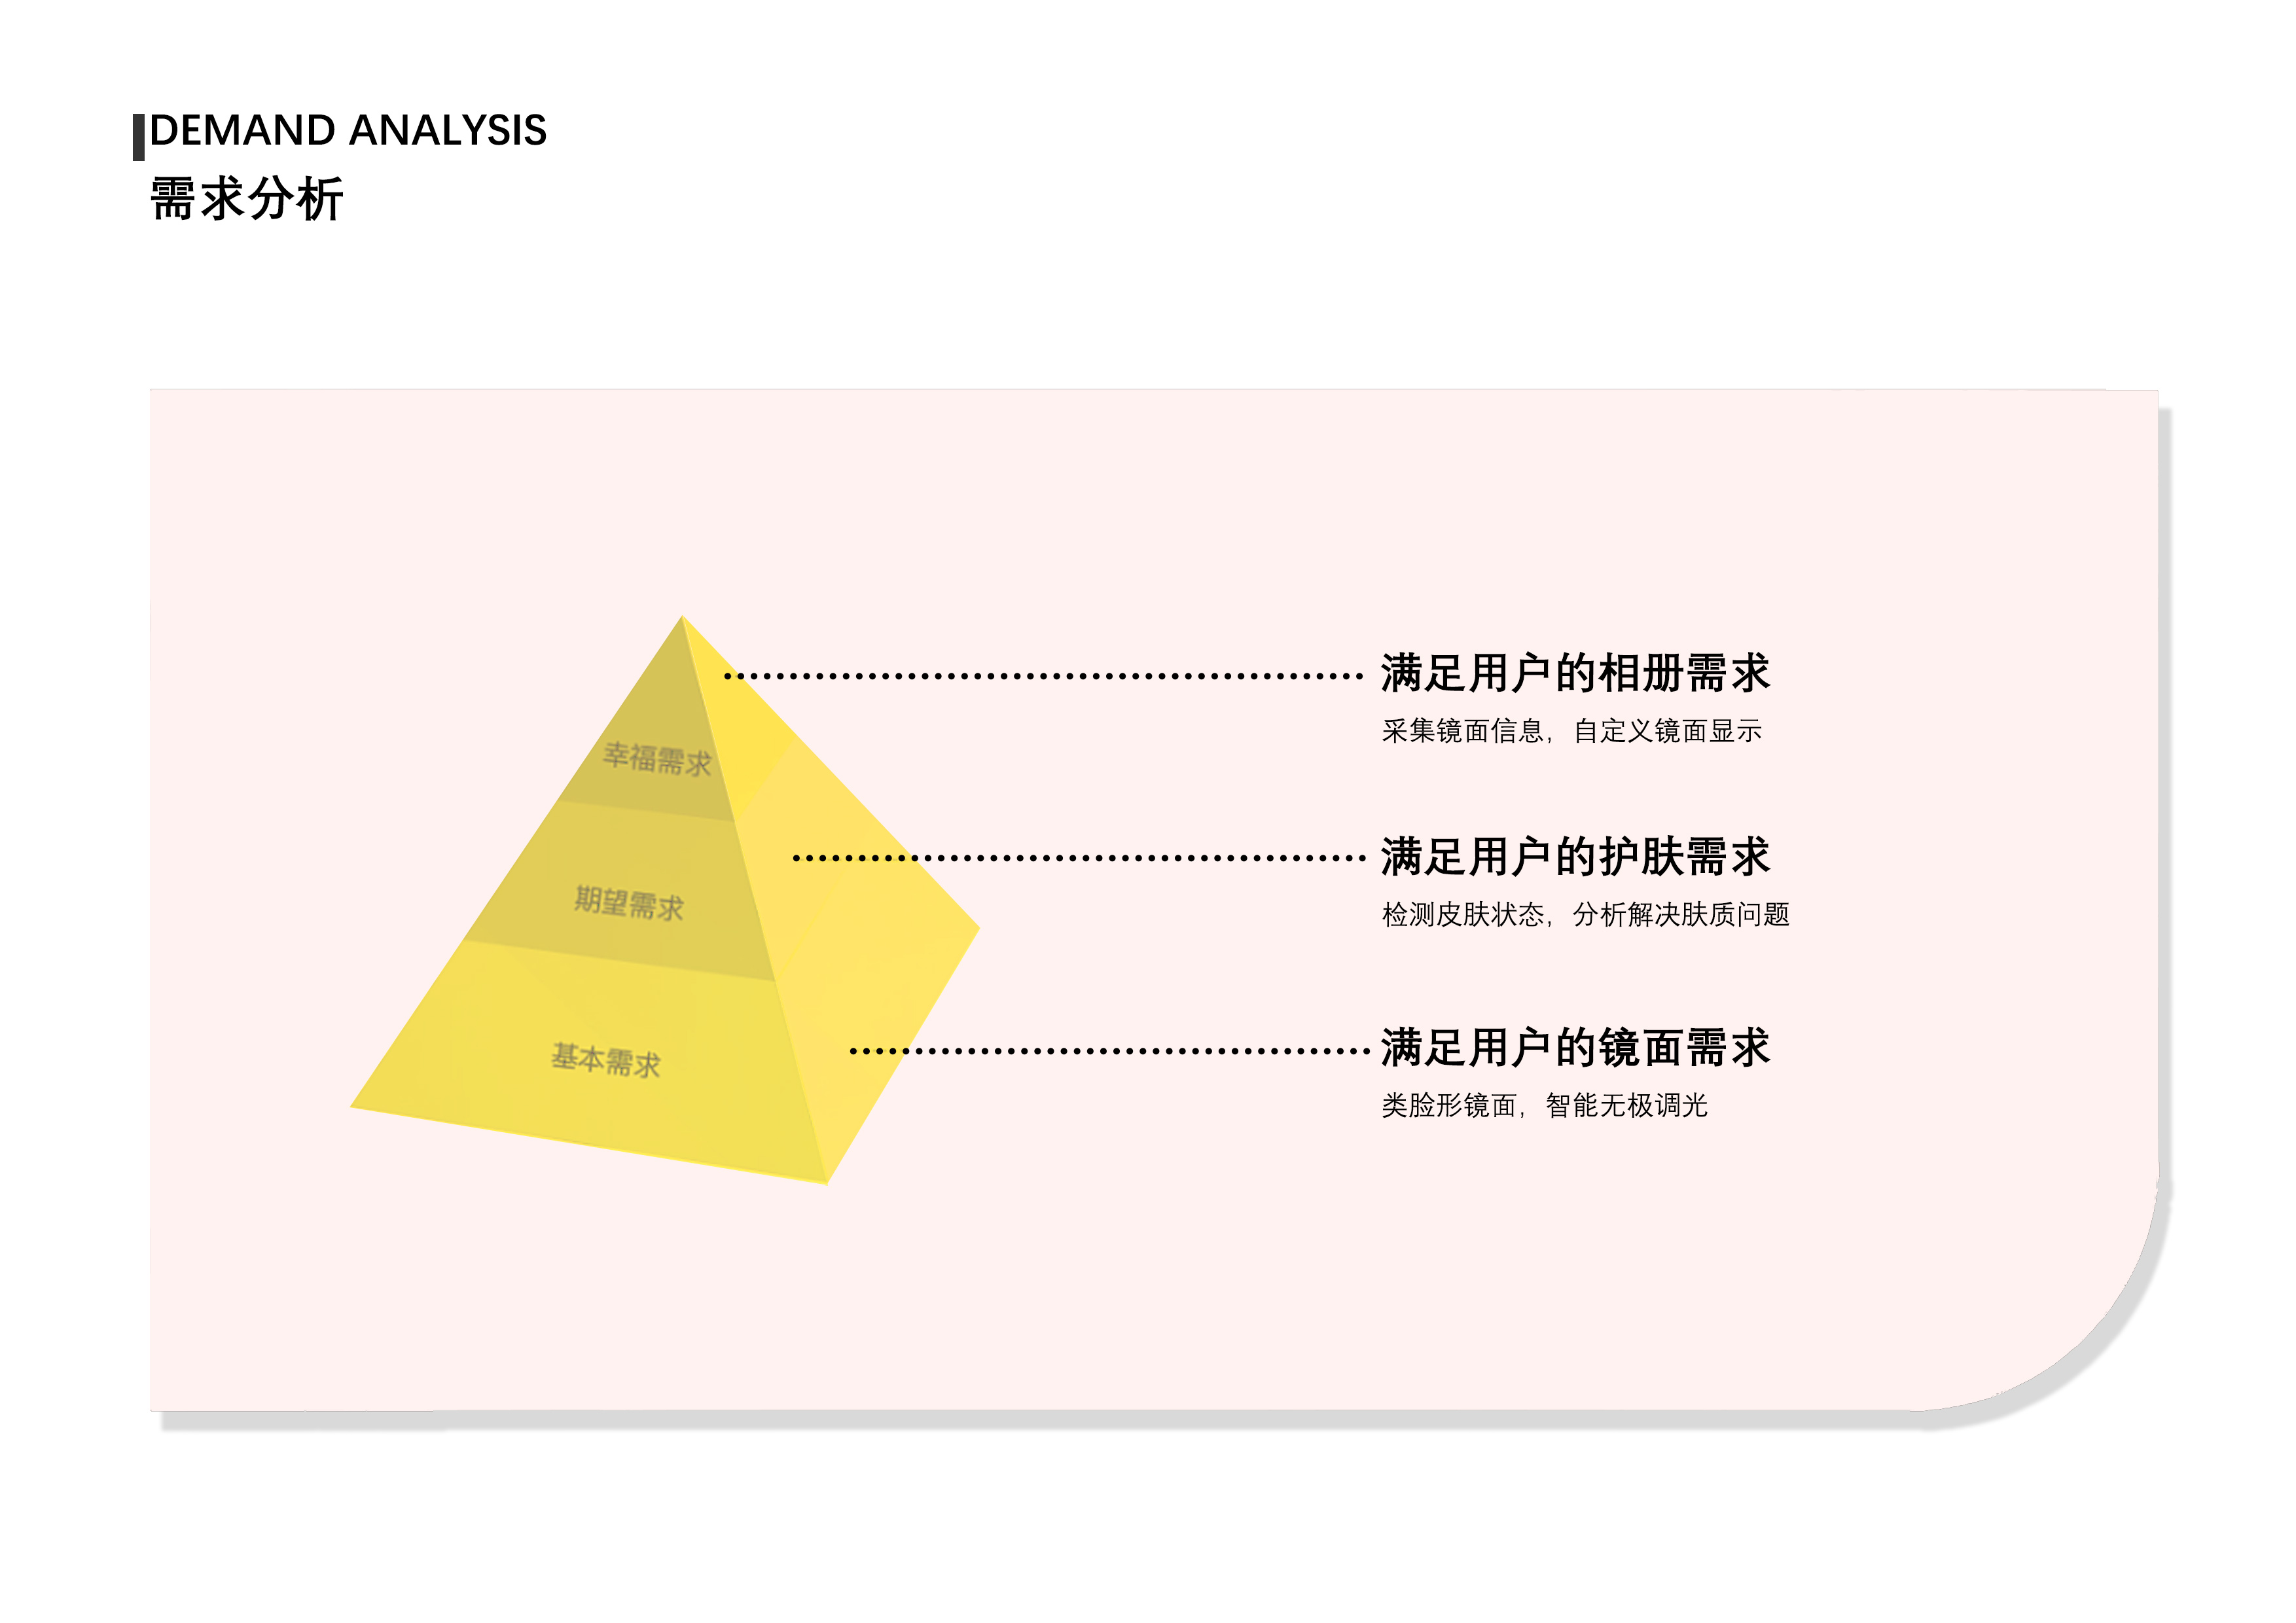 DEMAND ANALYSIS
需求分析
满足用户的相册需求
采集镜面信息，自定义镜面显示
幸福需求
满足用户的护肤需求
检测皮肤状态，分析解决肤质问题
期望需求
满足用户的镜面需求
类脸形镜面，智能无极调光
基本需求